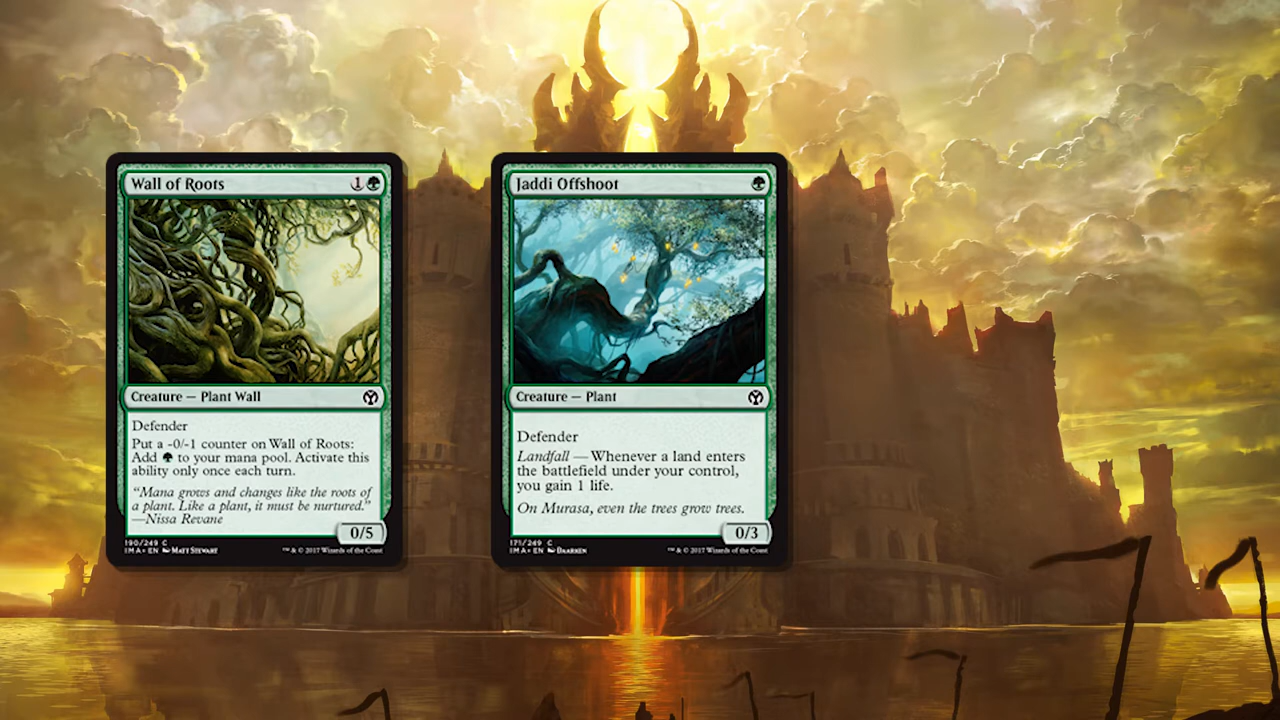 Wall of Roots 1
Creature — Plant Wall
Defender
Put a -0/-1 counter on Wall of Roots:
Add to your mana pool. Activate this
ability only once each turn.
“Mana grows and changes like the roots of
a plant. Like a plant, it must be nurtured.”
—Nissa Revane
0/5
190/249 C
IMA • EN Matt Stewart ™ & © 2017 Wizards of the Coast
Jaddi Offshoot
Creature — Plant
Defender
Landfall — Whenever a land enters
the battlefield under your control,
you gain 1 life.
On Murasa, even the trees grow trees.
0/3
171/249 C
IMA • EN Daarken ™ & © 2017 Wizards of the Coast